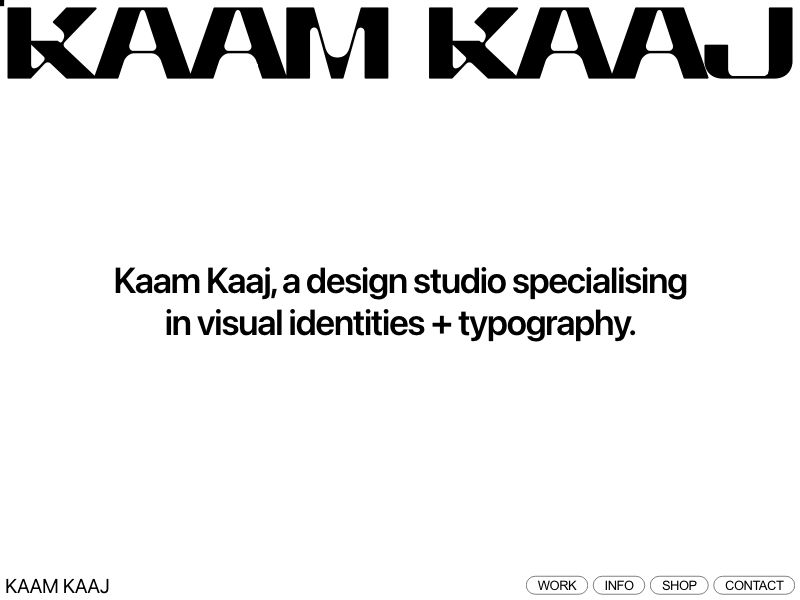 KAAM KAAJ
Kaam Kaaj, a design studio specialising
in visual identities + typography.
KAAM KAAJ
WORK
INFO
SHOP
CONTACT